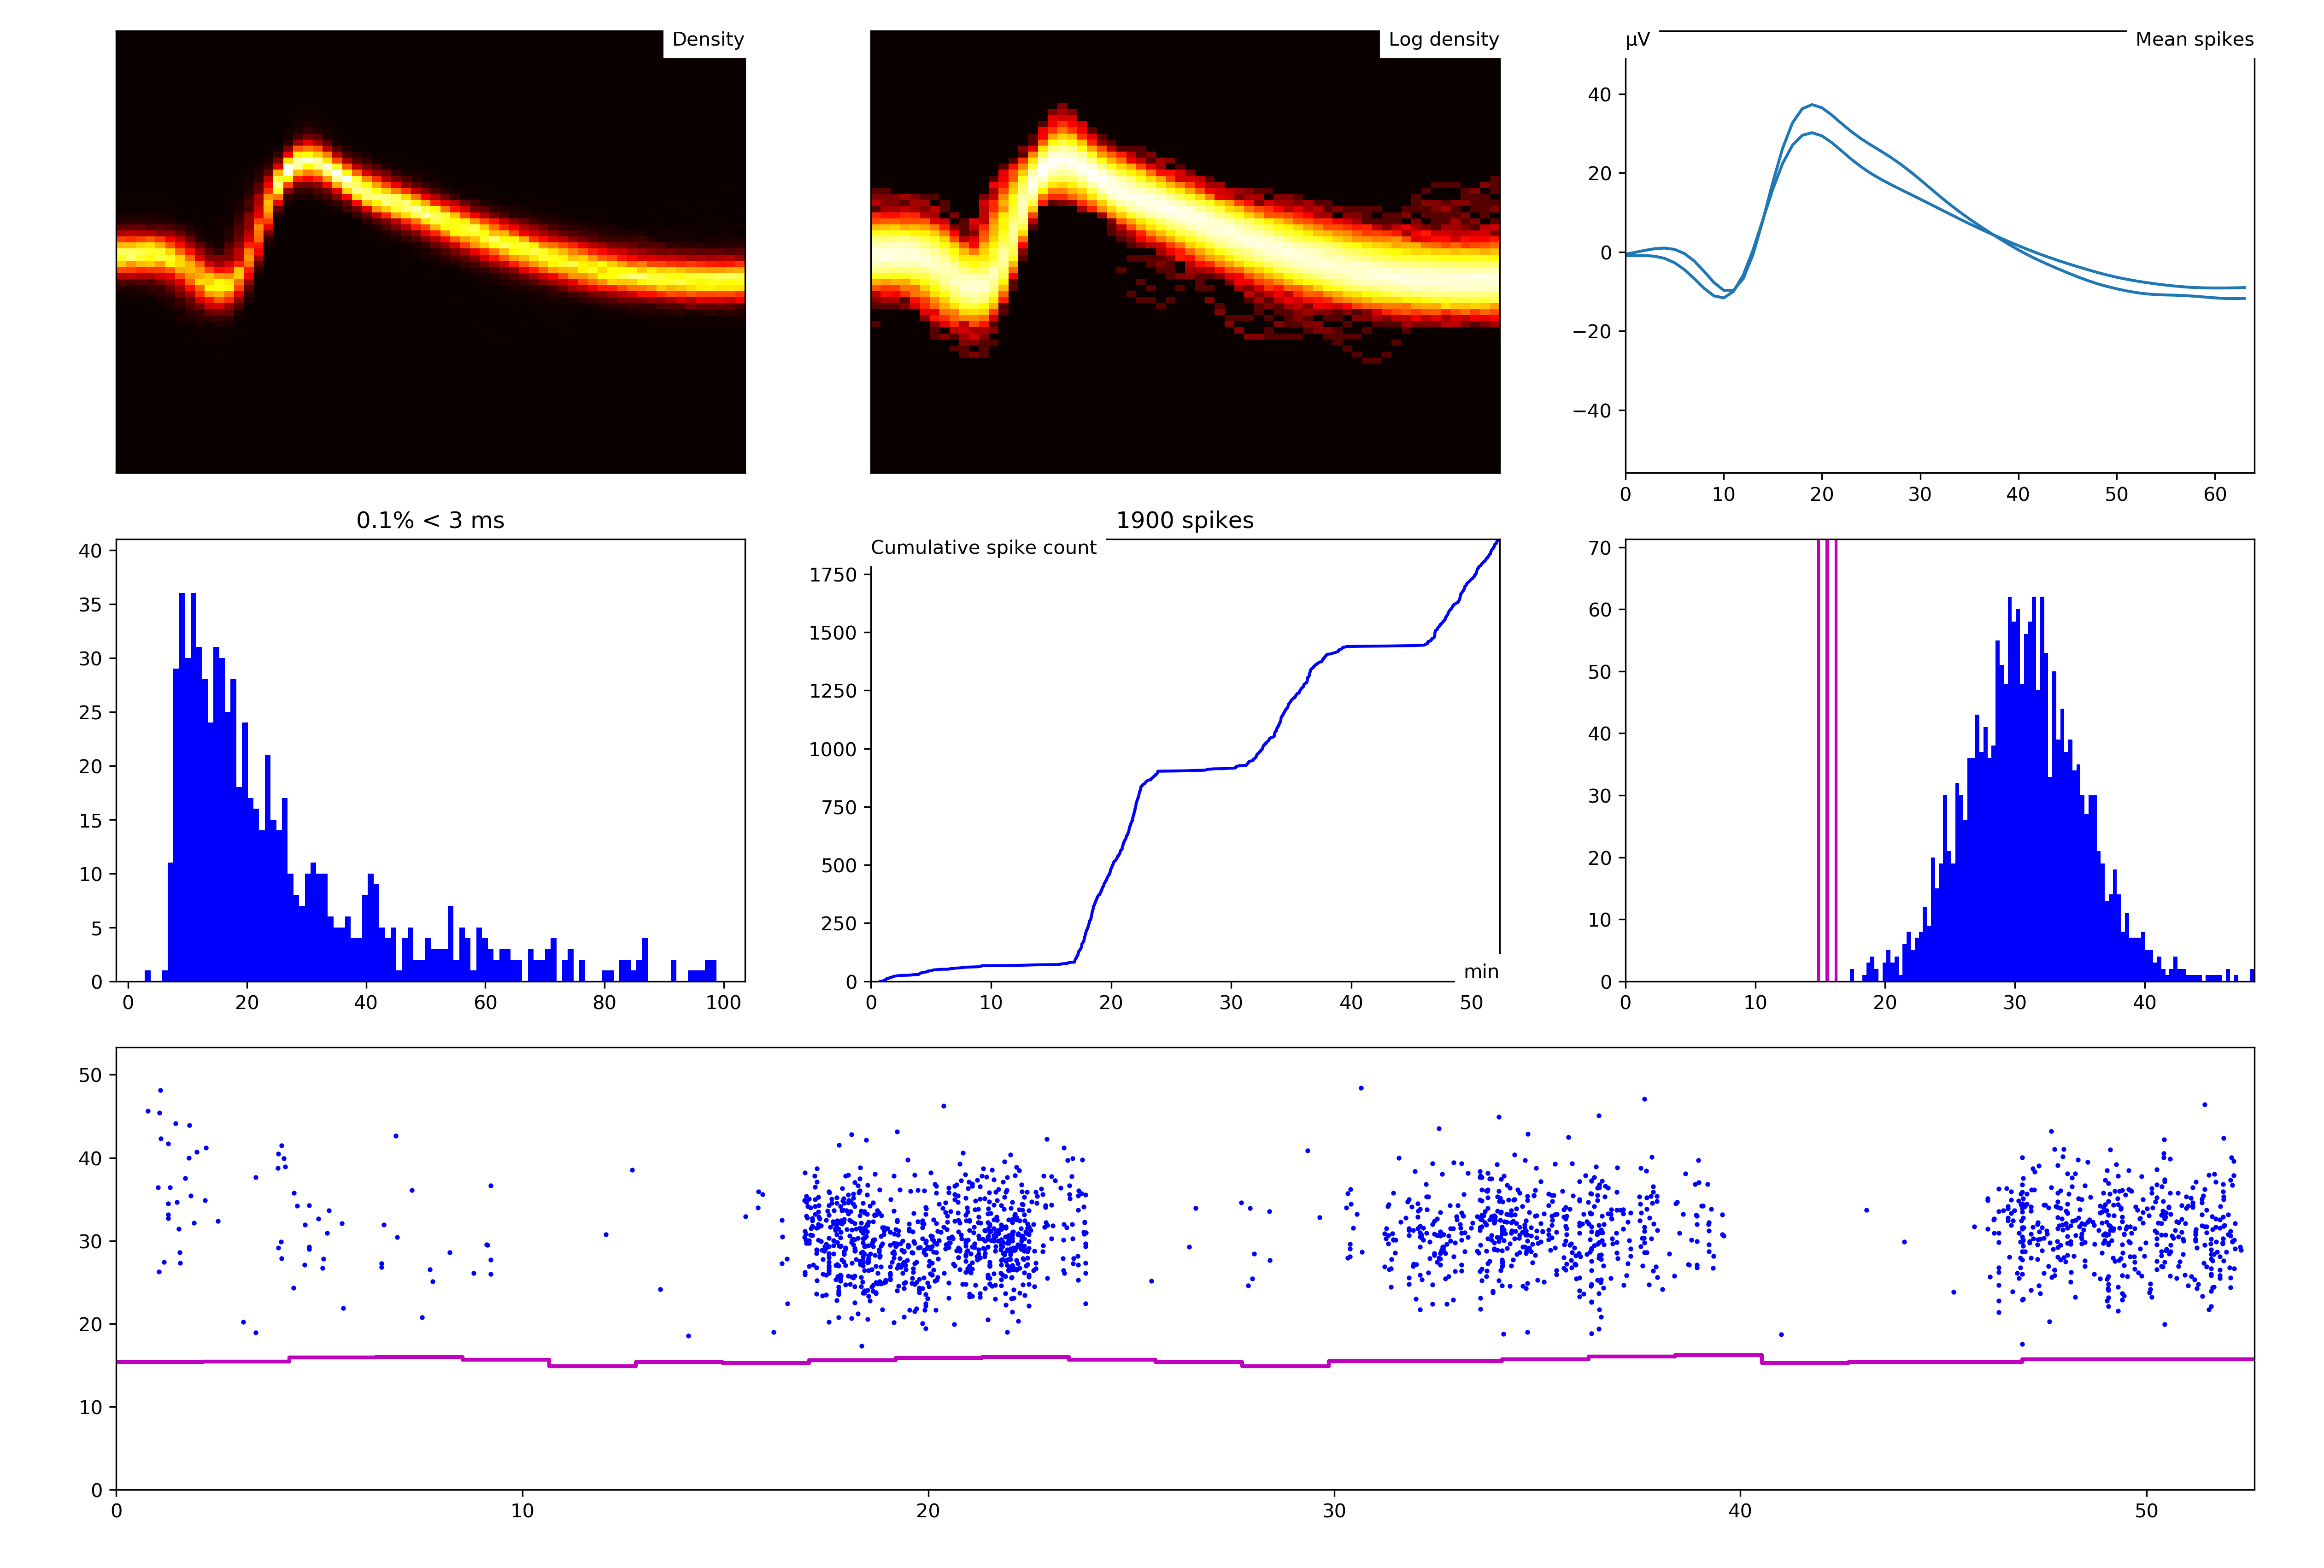 Density
Log density
µV
Mean spikes
40
20
0
−20
−40
0 10 20 30 40 50 60
0.1% < 3 ms
40
35
30
25
20
15
10
5
0
0 20 40 60 80 100
1900 spikes
Cumulative spike count
1750
1500
1250
1000
750
500
250
0
min
0 10 20 30 40 50
70
60
50
40
30
20
10
0
0 10 20 30 40
50
40
30
20
10
0
0 10 20 30 40 50